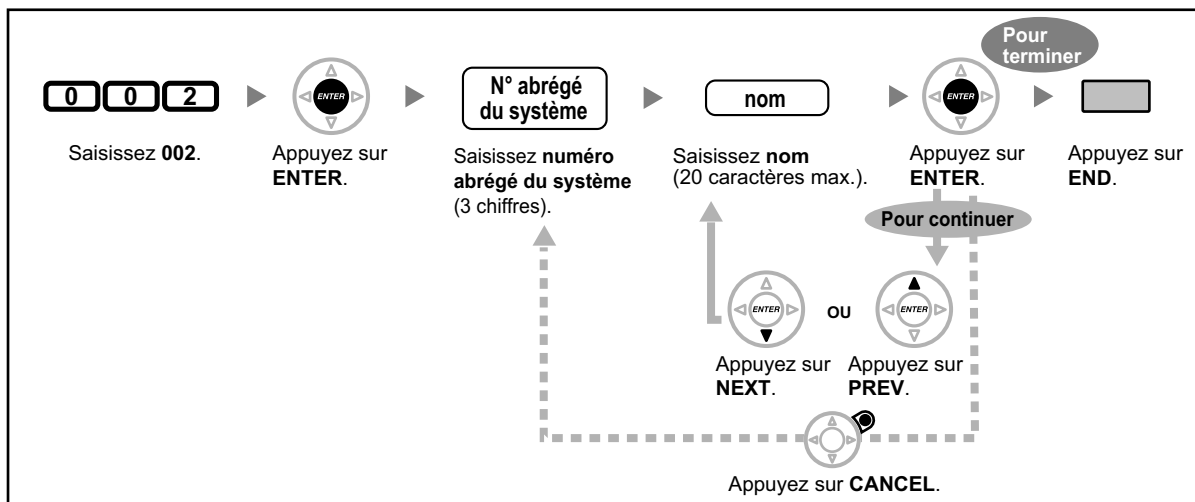 Pour
terminer
0 0 2
ENTER
N° abrégé
du système
nom
ENTER
Saisissez 002.
Appuyez sur
ENTER.
Saisissez numéro
abrégé du système
(3 chiffres).
Saisissez nom
(20 caractères max.).
Appuyez sur
ENTER.
Appuyez sur
END.
Pour continuer
ENTER
OU
ENTER
Appuyez sur
NEXT.
Appuyez sur
PREV.
Appuyez sur CANCEL.